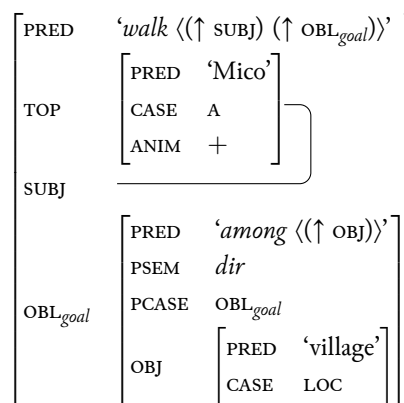 PRED ‘walk ⟨(↑ SUBJ) (↑ OBLgoal)⟩’
PRED ‘Mico’
TOP CASE A
ANIM +
SUBJ
PRED ‘among ⟨(↑ OBJ)⟩’
PSEM dir
OBLgoal PCASE OBLgoal
PRED ‘village’
OBJ
CASE LOC